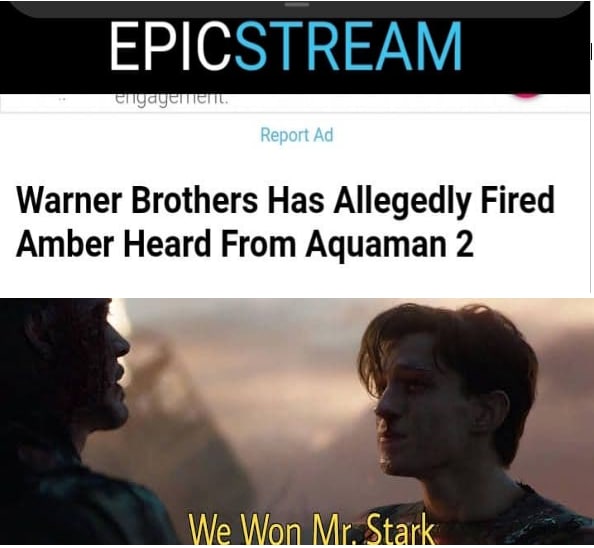 EPICSTREAM
engagement.
Report Ad
Warner Brothers Has Allegedly Fired
Amber Heard From Aquaman 2
We Won Mr. Stark